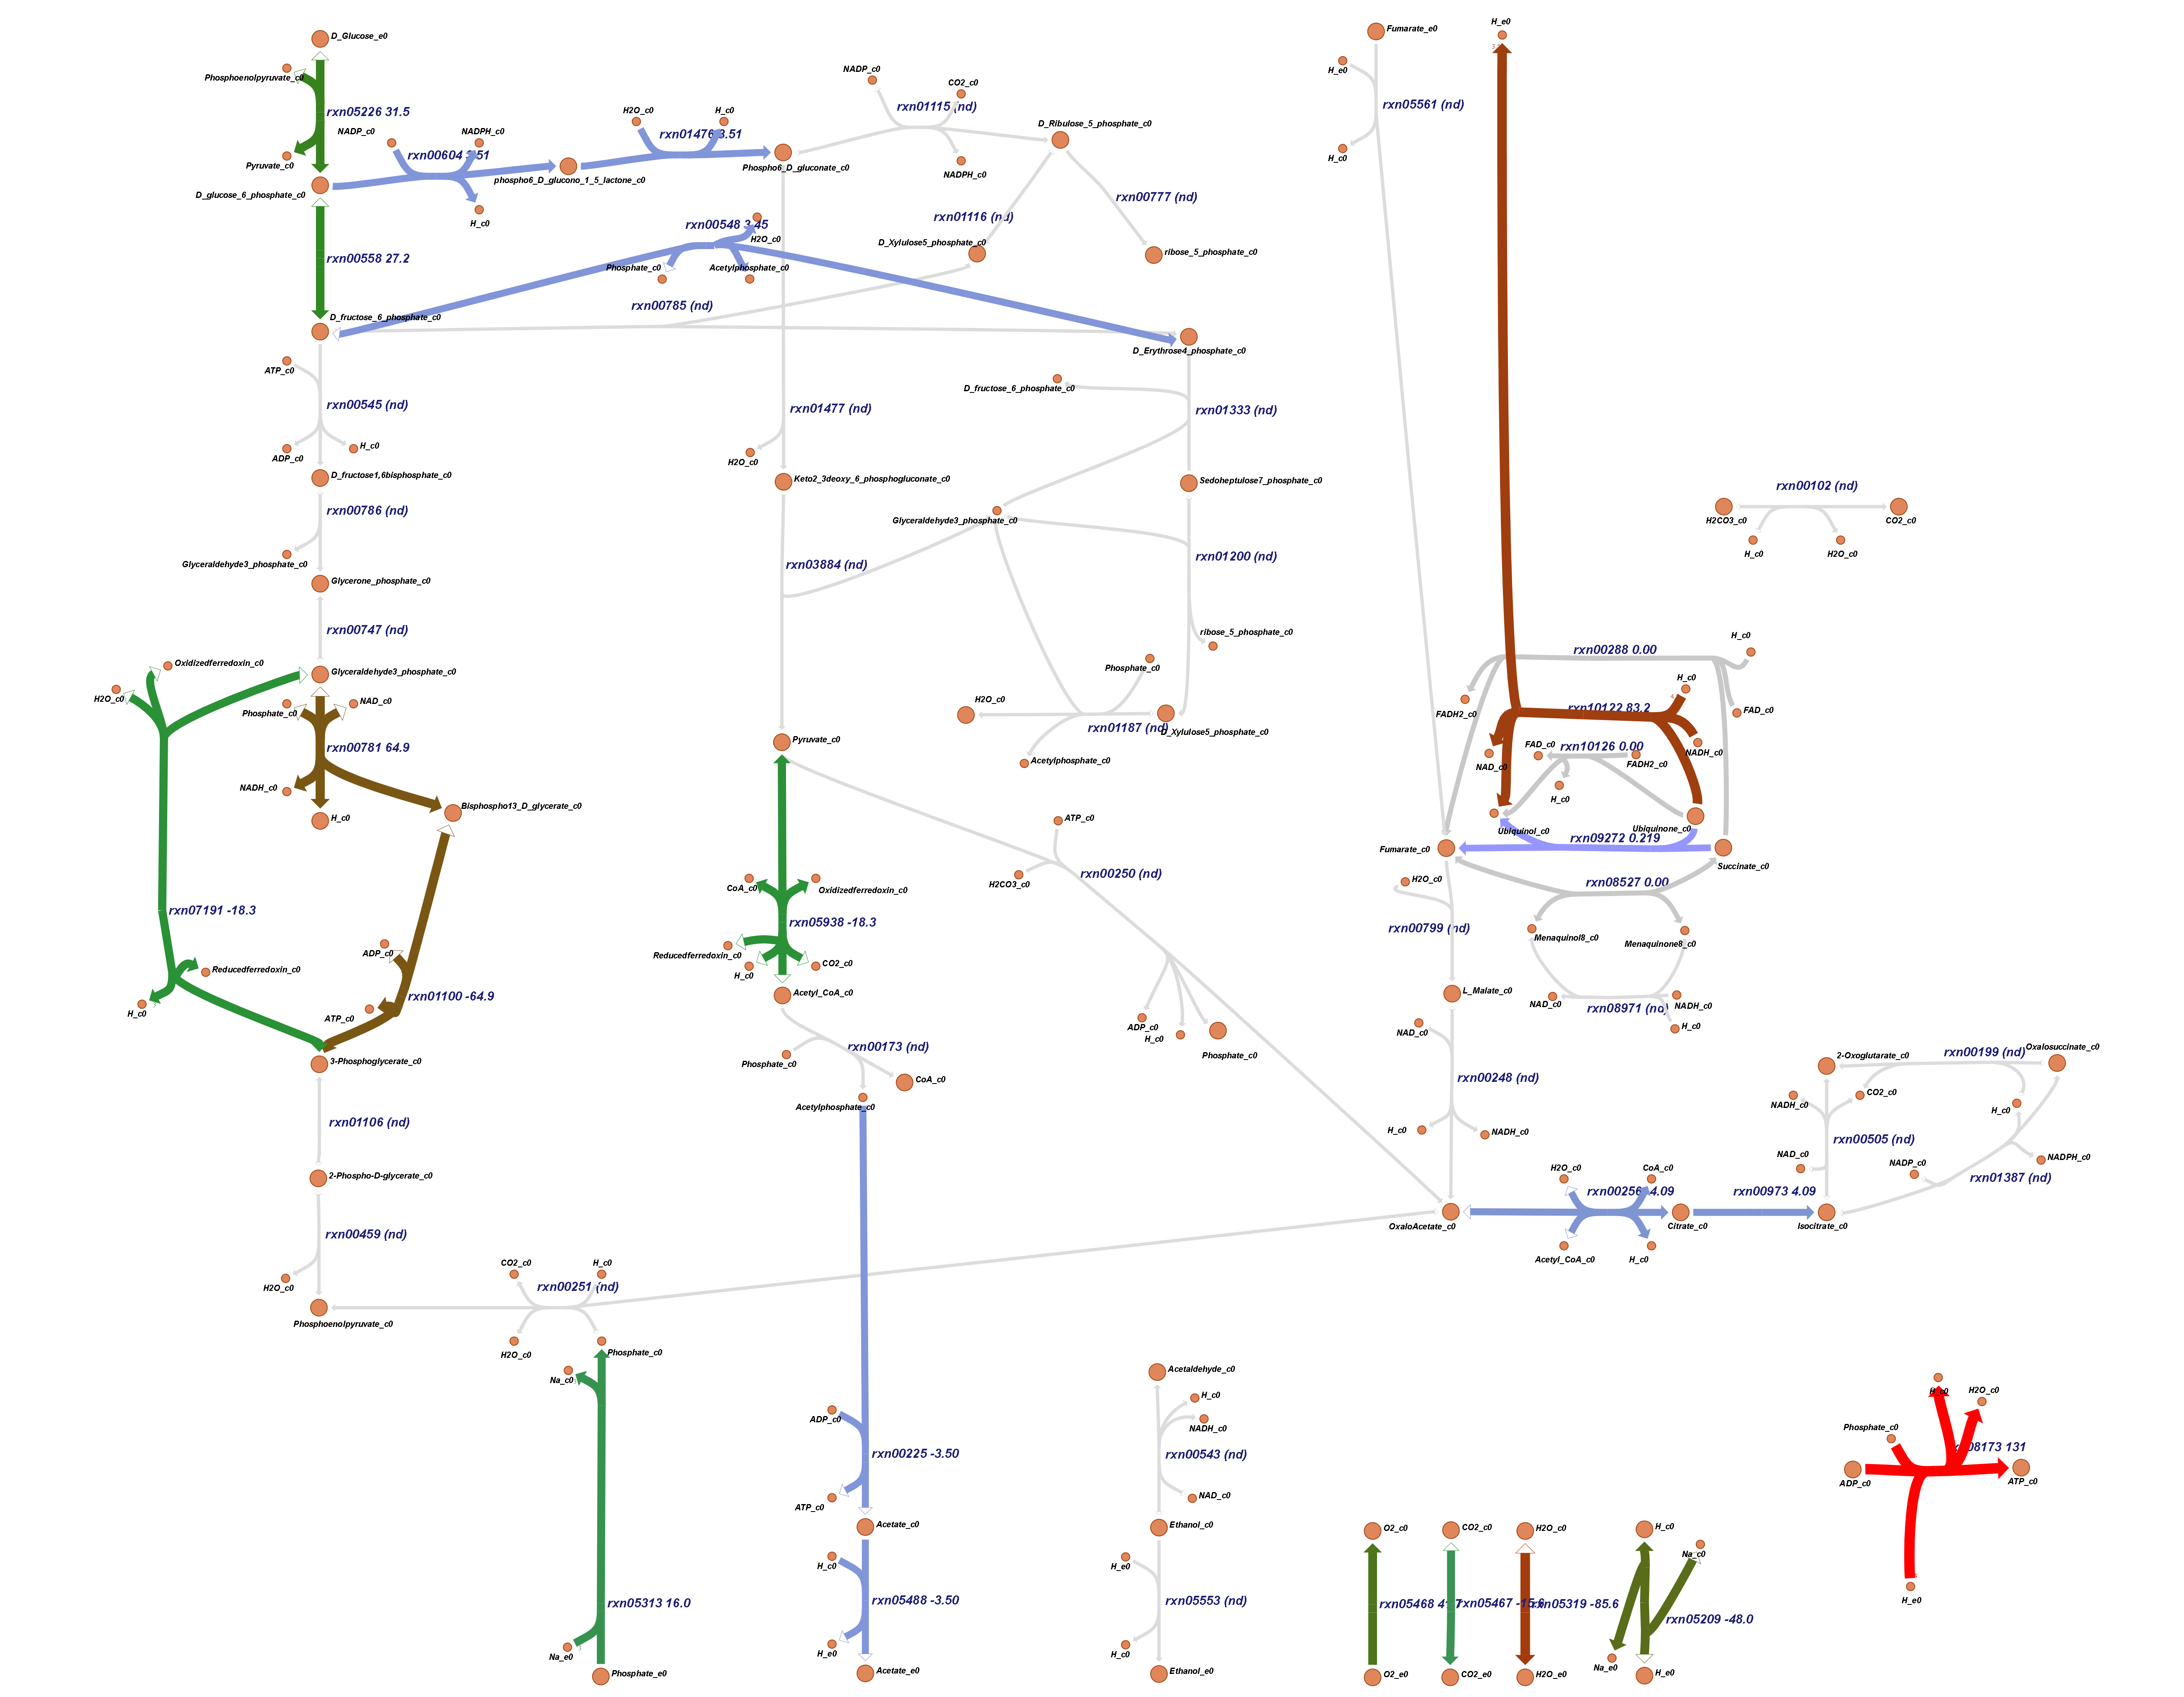 D_Glucose_e0
Phosphoenolpyruvate_c0
rxn05226 31.5
Pyruvate_c0
D_glucose_6_phosphate_c0
NADP_c0
NADPH_c0
rxn00604 3.51
H_c0
phospho6_D_glucono_1_5_lactone_c0
H2O_c0
H_c0
rxn01476 3.51
Phospho6_D_gluconate_c0
NADP_c0
CO2_c0
rxn01115 (nd)
NADPH_c0
D_Ribulose_5_phosphate_c0
rxn00777 (nd)
rxn01116 (nd)
D_Xylulose5_phosphate_c0
ribose_5_phosphate_c0
rxn00558 27.2
rxn00548 3.45
H2O_c0
Phosphate_c0
Acetylphosphate_c0
rxn00785 (nd)
D_fructose_6_phosphate_c0
D_Erythrose4_phosphate_c0
ATP_c0
rxn00545 (nd)
ADP_c0
H_c0
D_fructose1,6bisphosphate_c0
rxn00786 (nd)
Glyceraldehyde3_phosphate_c0
Glycerone_phosphate_c0
rxn00747 (nd)
Glyceraldehyde3_phosphate_c0
Oxidizedferredoxin_c0
H2O_c0
Phosphate_c0
NAD_c0
rxn00781 64.9
NADH_c0
H_c0
Bisphospho13_D_glycerate_c0
rxn07191 -18.3
ADP_c0
Reducedferredoxin_c0
rxn01100 -64.9
H_c0
ATP_c0
3-Phosphoglycerate_c0
rxn01106 (nd)
2-Phospho-D-glycerate_c0
rxn00459 (nd)
H2O_c0
Phosphoenolpyruvate_c0
CO2_c0
H_c0
rxn00251 (nd)
H2O_c0
Phosphate_c0
Na_c0
rxn05313 16.0
Na_e0
Phosphate_e0
rxn01477 (nd)
H2O_c0
Keto2_3deoxy_6_phosphogluconate_c0
rxn03884 (nd)
D_fructose_6_phosphate_c0
rxn01333 (nd)
Sedoheptulose7_phosphate_c0
Glyceraldehyde3_phosphate_c0
rxn01200 (nd)
ribose_5_phosphate_c0
Phosphate_c0
H2O_c0
rxn01187 (nd)
D_Xylulose5_phosphate_c0
Acetylphosphate_c0
Pyruvate_c0
CoA_c0
Oxidizedferredoxin_c0
rxn05938 -18.3
Reducedferredoxin_c0
H_c0
CO2_c0
Acetyl_CoA_c0
ATP_c0
H2CO3_c0
rxn00250 (nd)
ADP_c0
H_c0
Phosphate_c0
Phosphate_c0
rxn00173 (nd)
CoA_c0
Acetylphosphate_c0
ADP_c0
rxn00225 -3.50
ATP_c0
Acetate_c0
H_c0
rxn05488 -3.50
H_e0
Acetate_e0
Acetaldehyde_c0
H_c0
NADH_c0
rxn00543 (nd)
NAD_c0
Ethanol_c0
H_e0
rxn05553 (nd)
H_c0
Ethanol_e0
Fumarate_e0
H_e0
rxn05561 (nd)
H_c0
H_e0
rxn00102 (nd)
H2CO3_c0
CO2_c0
H_c0
H2O_c0
rxn00288 0.00
H_c0
H_c0
FADH2_c0
rxn10122 83.2
FAD_c0
FAD_c0
rxn10126 0.00
NADH_c0
NAD_c0
FADH2_c0
H_c0
Ubiquinol_c0
Ubiquinone_c0
rxn09272 0.219
Fumarate_c0
Succinate_c0
rxn08527 0.00
H2O_c0
rxn00799 (nd)
Menaquinol8_c0
Menaquinone8_c0
L_Malate_c0
NAD_c0
NADH_c0
rxn08971 (nd)
H_c0
NAD_c0
rxn00248 (nd)
H_c0
NADH_c0
2-Oxoglutarate_c0
rxn00199 (nd)
Oxalosuccinate_c0
NADH_c0
CO2_c0
H_c0
rxn00505 (nd)
NAD_c0
NADP_c0
NADPH_c0
rxn01387 (nd)
H2O_c0
CoA_c0
rxn00256 -4.09
rxn00973 4.09
OxaloAcetate_c0
Citrate_c0
Isocitrate_c0
Acetyl_CoA_c0
H_c0
H_c0
H2O_c0
Phosphate_c0
rxn08173 131
ADP_c0
ATP_c0
H_e0
O2_c0
CO2_c0
H2O_c0
H_c0
Na_c0
rxn05468
rxn05467
rxn05319 -85.6
rxn05209 -48.0
Na_e0
O2_e0
CO2_e0
H2O_e0
H_e0